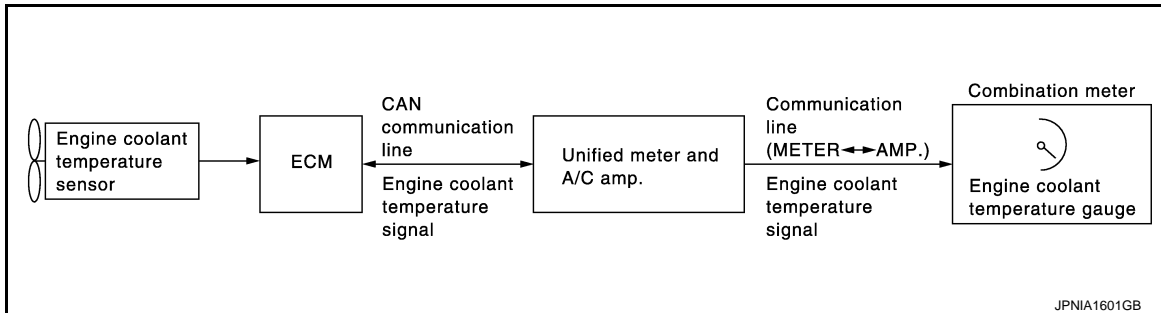 Engine coolant
temperature
sensor
ECM
CAN
communication
line
Engine coolant
temperature
signal
Unified meter and
A/C amp.
Communication
line
(METER↔AMP.)
Engine coolant
temperature
signal
Combination meter
Engine coolant
temperature gauge
JPNIA1601GB